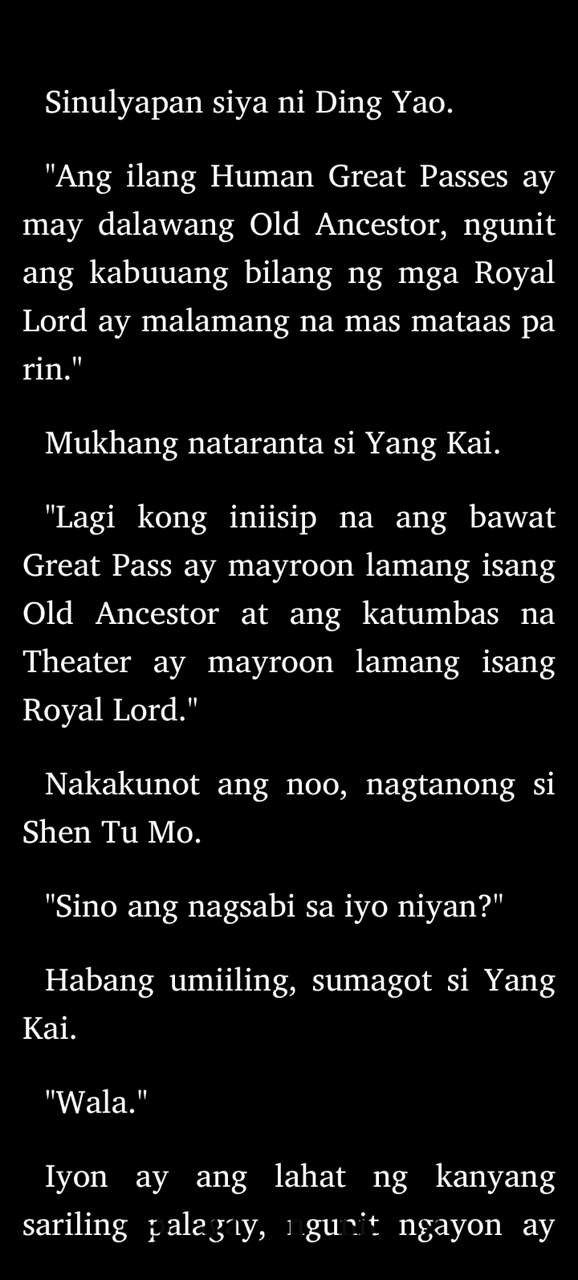 Sinulyapan siya ni Ding Yao.
"Ang ilang Human Great Passes ay
may dalawang Old Ancestor, ngunit
ang kabuuang bilang ng mga Royal
Lord ay malamang na mas mataas pa
rin."
Mukhang nataranta si Yang Kai.
"Lagi kong iniisip na ang bawat
Great Pass ay mayroon lamang isang
Old Ancestor at ang katumbas na
Theater ay mayroon lamang isang
Royal Lord."
Nakakunot ang noo, nagtanong si
Shen Tu Mo.
"Sino ang nagsabi sa iyo niyan?"
Habang umiiling, sumagot si Yang
Kai.
"Wala."
Iyon ay ang lahat ng kanyang
sariling palagay, ngunit ngayon ay